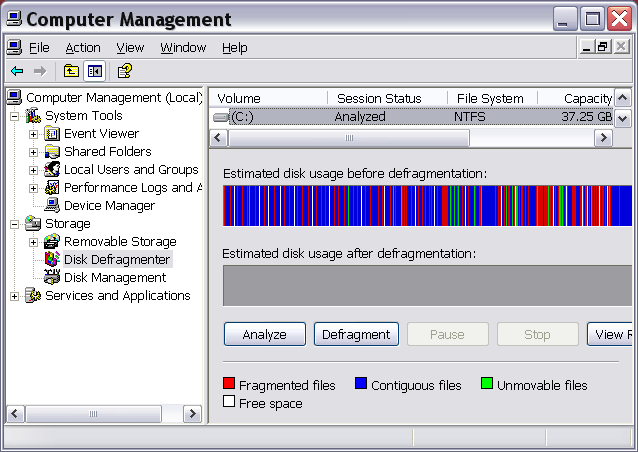 Computer Management
File Action View Window Help
Computer Management (Local)
System Tools
Event Viewer
Shared Folders
Local Users and Groups
Performance Logs and A
Device Manager
Storage
Removable Storage
Disk Defragmenter
Disk Management
Services and Applications
Volume Session Status File System Capacity
(C:) Analyzed NTFS 37.25 GB
Estimated disk usage before defragmentation:
Estimated disk usage after defragmentation:
Analyze Defragment Pause Stop View R
Fragmented files Contiguous files Unmovable files
Free space